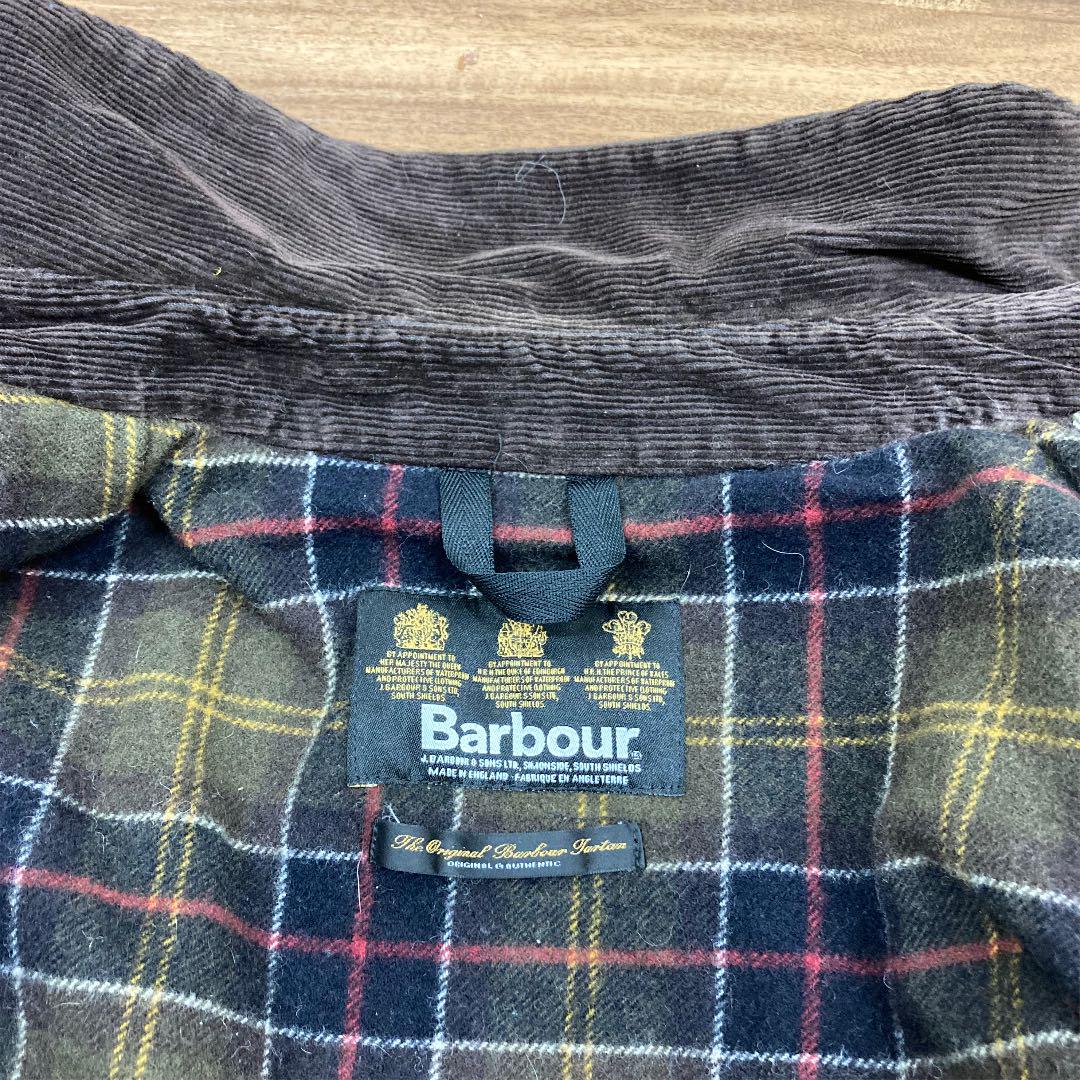 BY APPOINTMENT TO
HER MAJESTY THE QUEEN
MANUFACTURERS OF WATERPROOF
AND PROTECTIVE CLOTHING
J. BARBOUR & SONS LTD,
SOUTH SHIELDS.
BY APPOINTMENT TO
H.R.H. THE DUKE OF EDINBURGH
MANUFACTURERS OF WATERPROOF
AND PROTECTIVE CLOTHING
J. BARBOUR & SONS LTD,
SOUTH SHIELDS.
BY APPOINTMENT TO
H.R.H. THE PRINCE OF WALES
MANUFACTURERS OF WATERPROOF
AND PROTECTIVE CLOTHING
J. BARBOUR & SONS LTD,
SOUTH SHIELDS.
Barbour
J. BARBOUR & SONS LTD, SIMONSIDE, SOUTH SHIELDS
MADE IN ENGLAND - FABRIQUE EN ANGLETERRE
The Original Barbour Tartan
ORIGINAL & AUTHENTIC